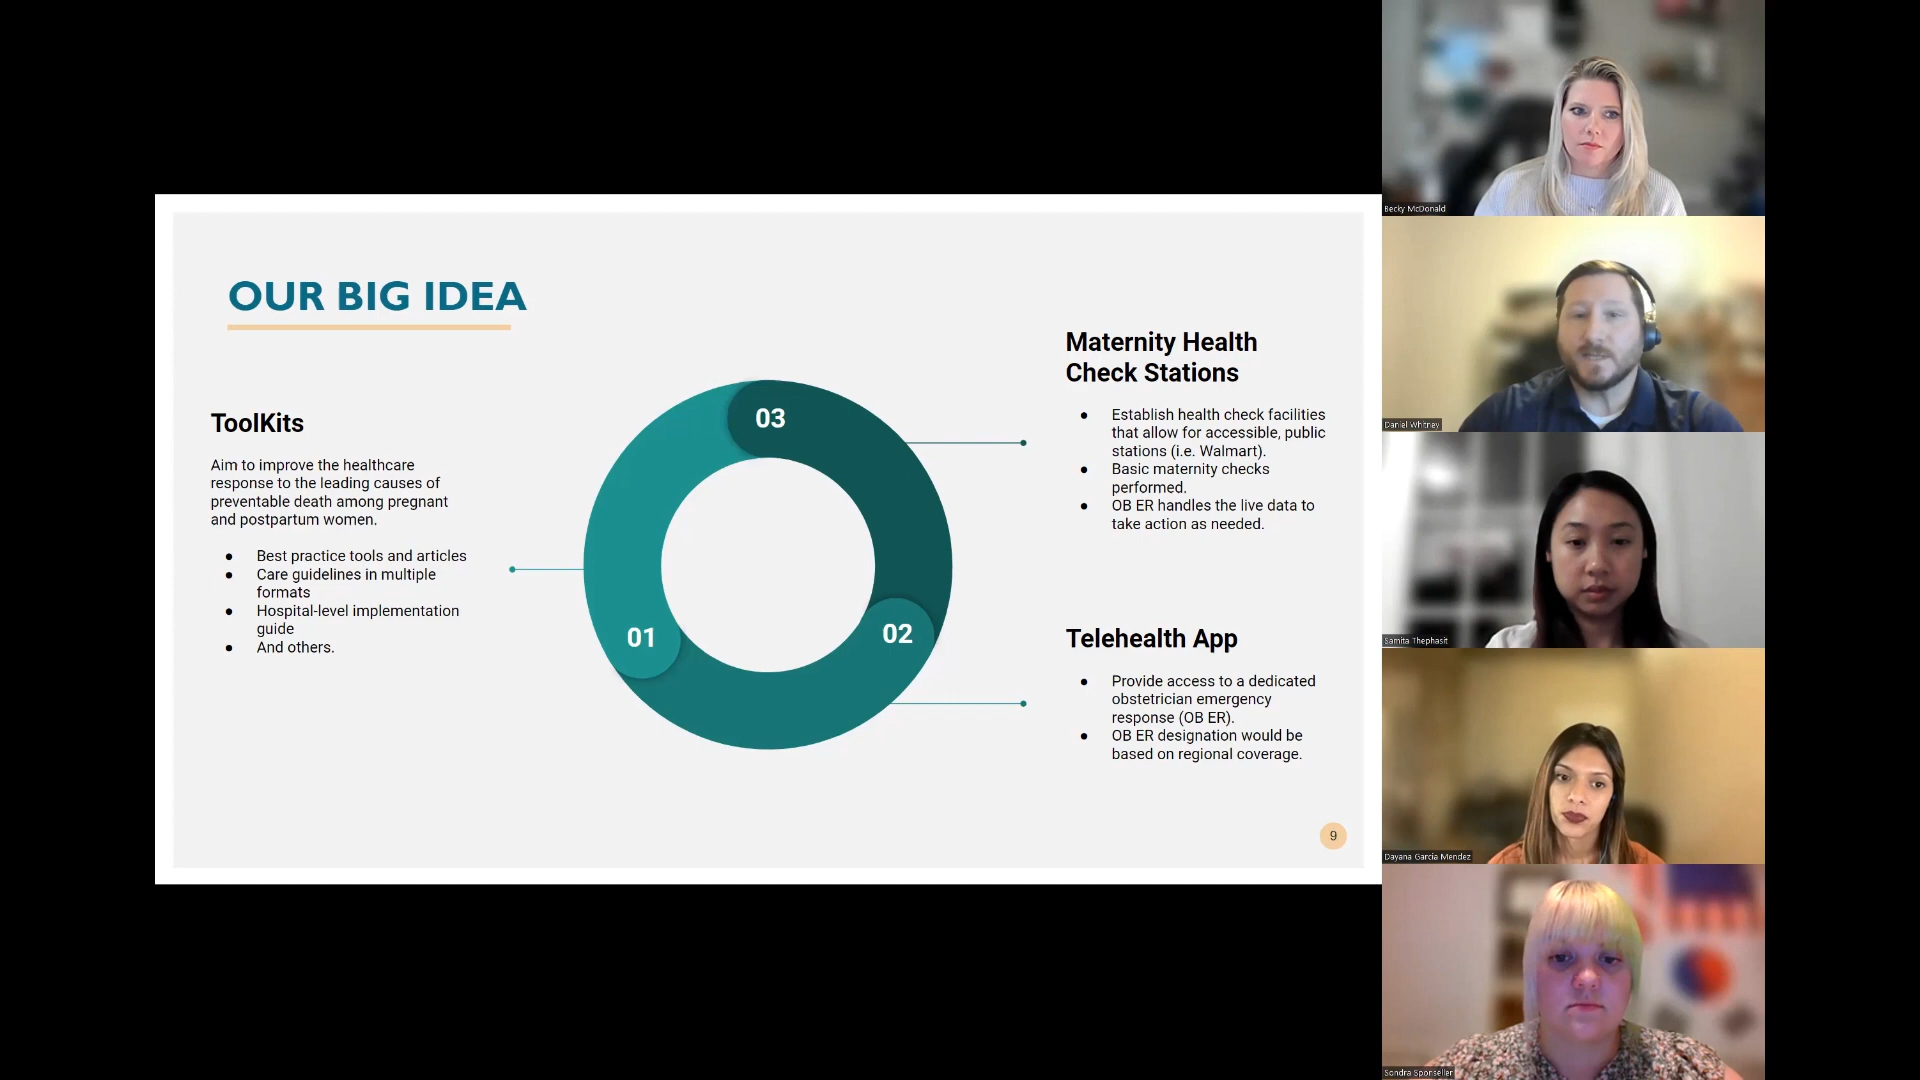 OUR BIG IDEA
ToolKits
Aim to improve the healthcare
response to the leading causes of
preventable death among pregnant
and postpartum women.
● Best practice tools and articles
● Care guidelines in multiple
formats
● Hospital-level implementation
guide
● And others.
03
01
02
Maternity Health
Check Stations
● Establish health check facilities
that allow for accessible, public
stations (i.e. Walmart).
● Basic maternity checks
performed.
● OB ER handles the live data to
take action as needed.
Telehealth App
● Provide access to a dedicated
obstetrician emergency
response (OB ER).
● OB ER designation would be
based on regional coverage.
9
Becky McDonald
Daniel Whitney
Samita Thephasit
Dayana Garcia Mendez
Sondra Sponseller